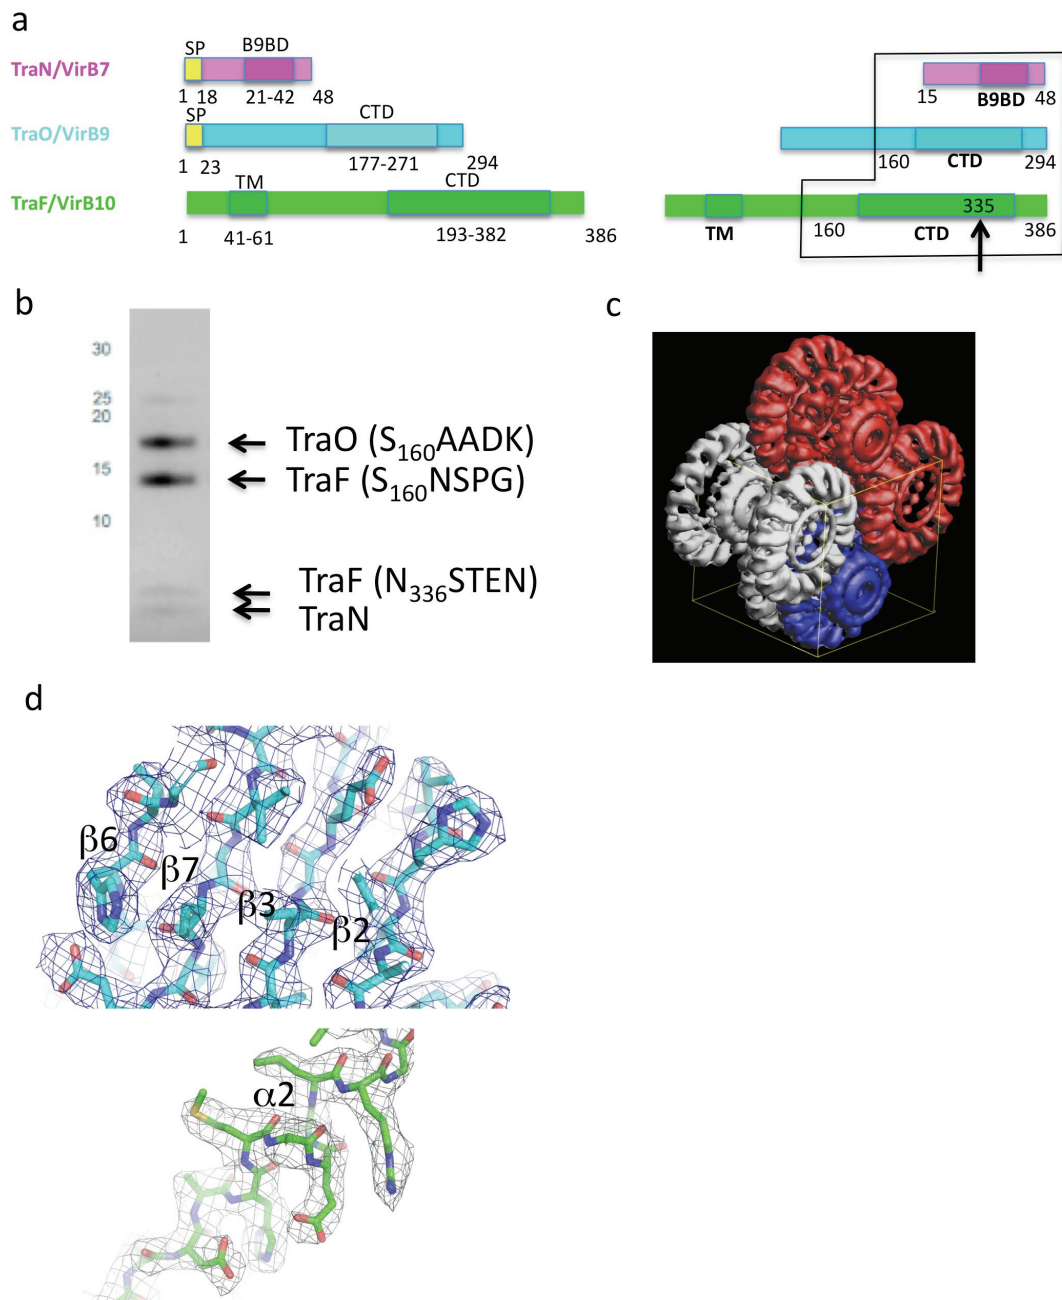 a
SP B9BD
TraN/VirB7
1 18 21-42 48
15 B9BD 48
SP CTD
TraO/VirB9
1 23 177-271 294
160 CTD 294
TM CTD
TraF/VirB10
335
1 41-61 193-382 386
TM 160 CTD 386
b
30
25
20
15
10
TraO (S160AADK)
TraF (S160NSPG)
TraF (N336STEN)
TraN
c
d
β6
β7
β3
β2
α2